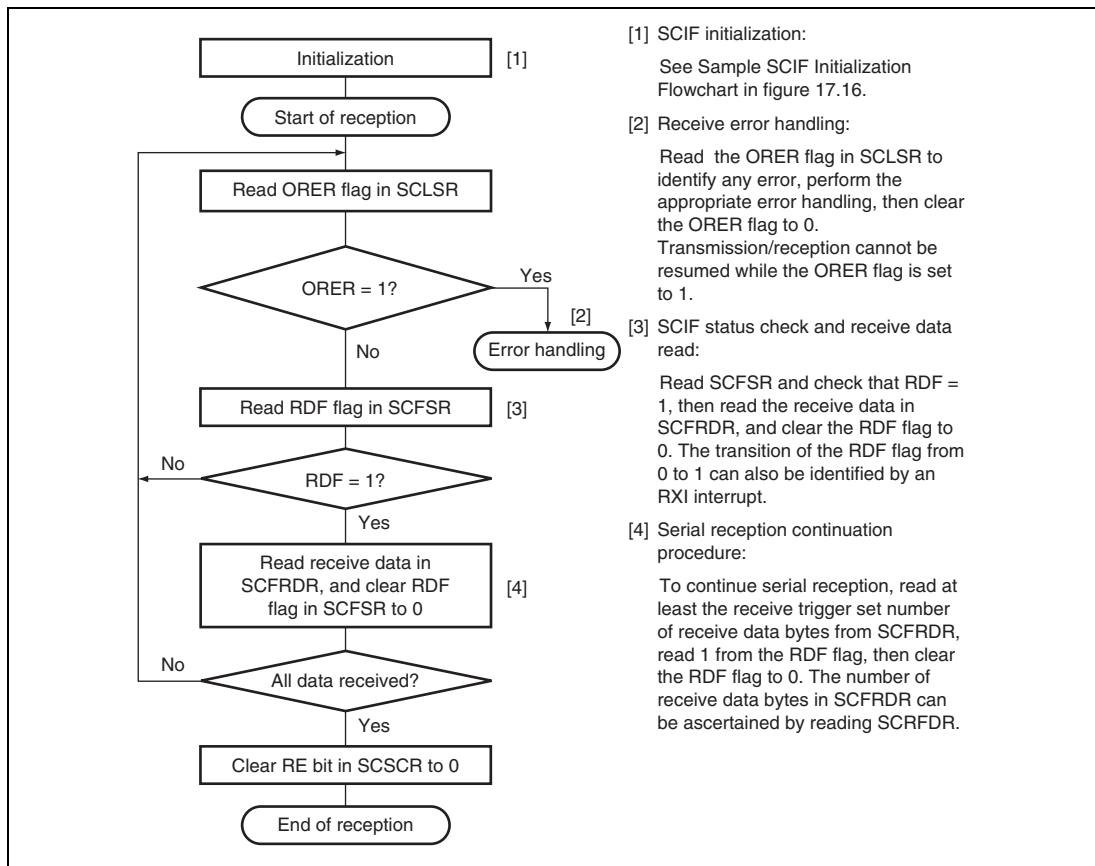 Initialization
[1]
Start of reception
Read ORER flag in SCLSR
ORER = 1?
Yes
[2]
Error handling
No
Read RDF flag in SCFSR
[3]
No
RDF = 1?
Yes
Read receive data in
SCFRDR, and clear RDF
flag in SCFSR to 0
[4]
No
All data received?
Yes
Clear RE bit in SCSCR to 0
End of reception
[1] SCIF initialization:
See Sample SCIF Initialization
Flowchart in figure 17.16.
[2] Receive error handling:
Read the ORER flag in SCLSR to
identify any error, perform the
appropriate error handling, then clear
the ORER flag to 0.
Transmission/reception cannot be
resumed while the ORER flag is set
to 1.
[3] SCIF status check and receive data
read:
Read SCFSR and check that RDF =
1, then read the receive data in
SCFRDR, and clear the RDF flag to
0. The transition of the RDF flag from
0 to 1 can also be identified by an
RXI interrupt.
[4] Serial reception continuation
procedure:
To continue serial reception, read at
least the receive trigger set number
of receive data bytes from SCFRDR,
read 1 from the RDF flag, then clear
the RDF flag to 0. The number of
receive data bytes in SCFRDR can
be ascertained by reading SCRFDR.